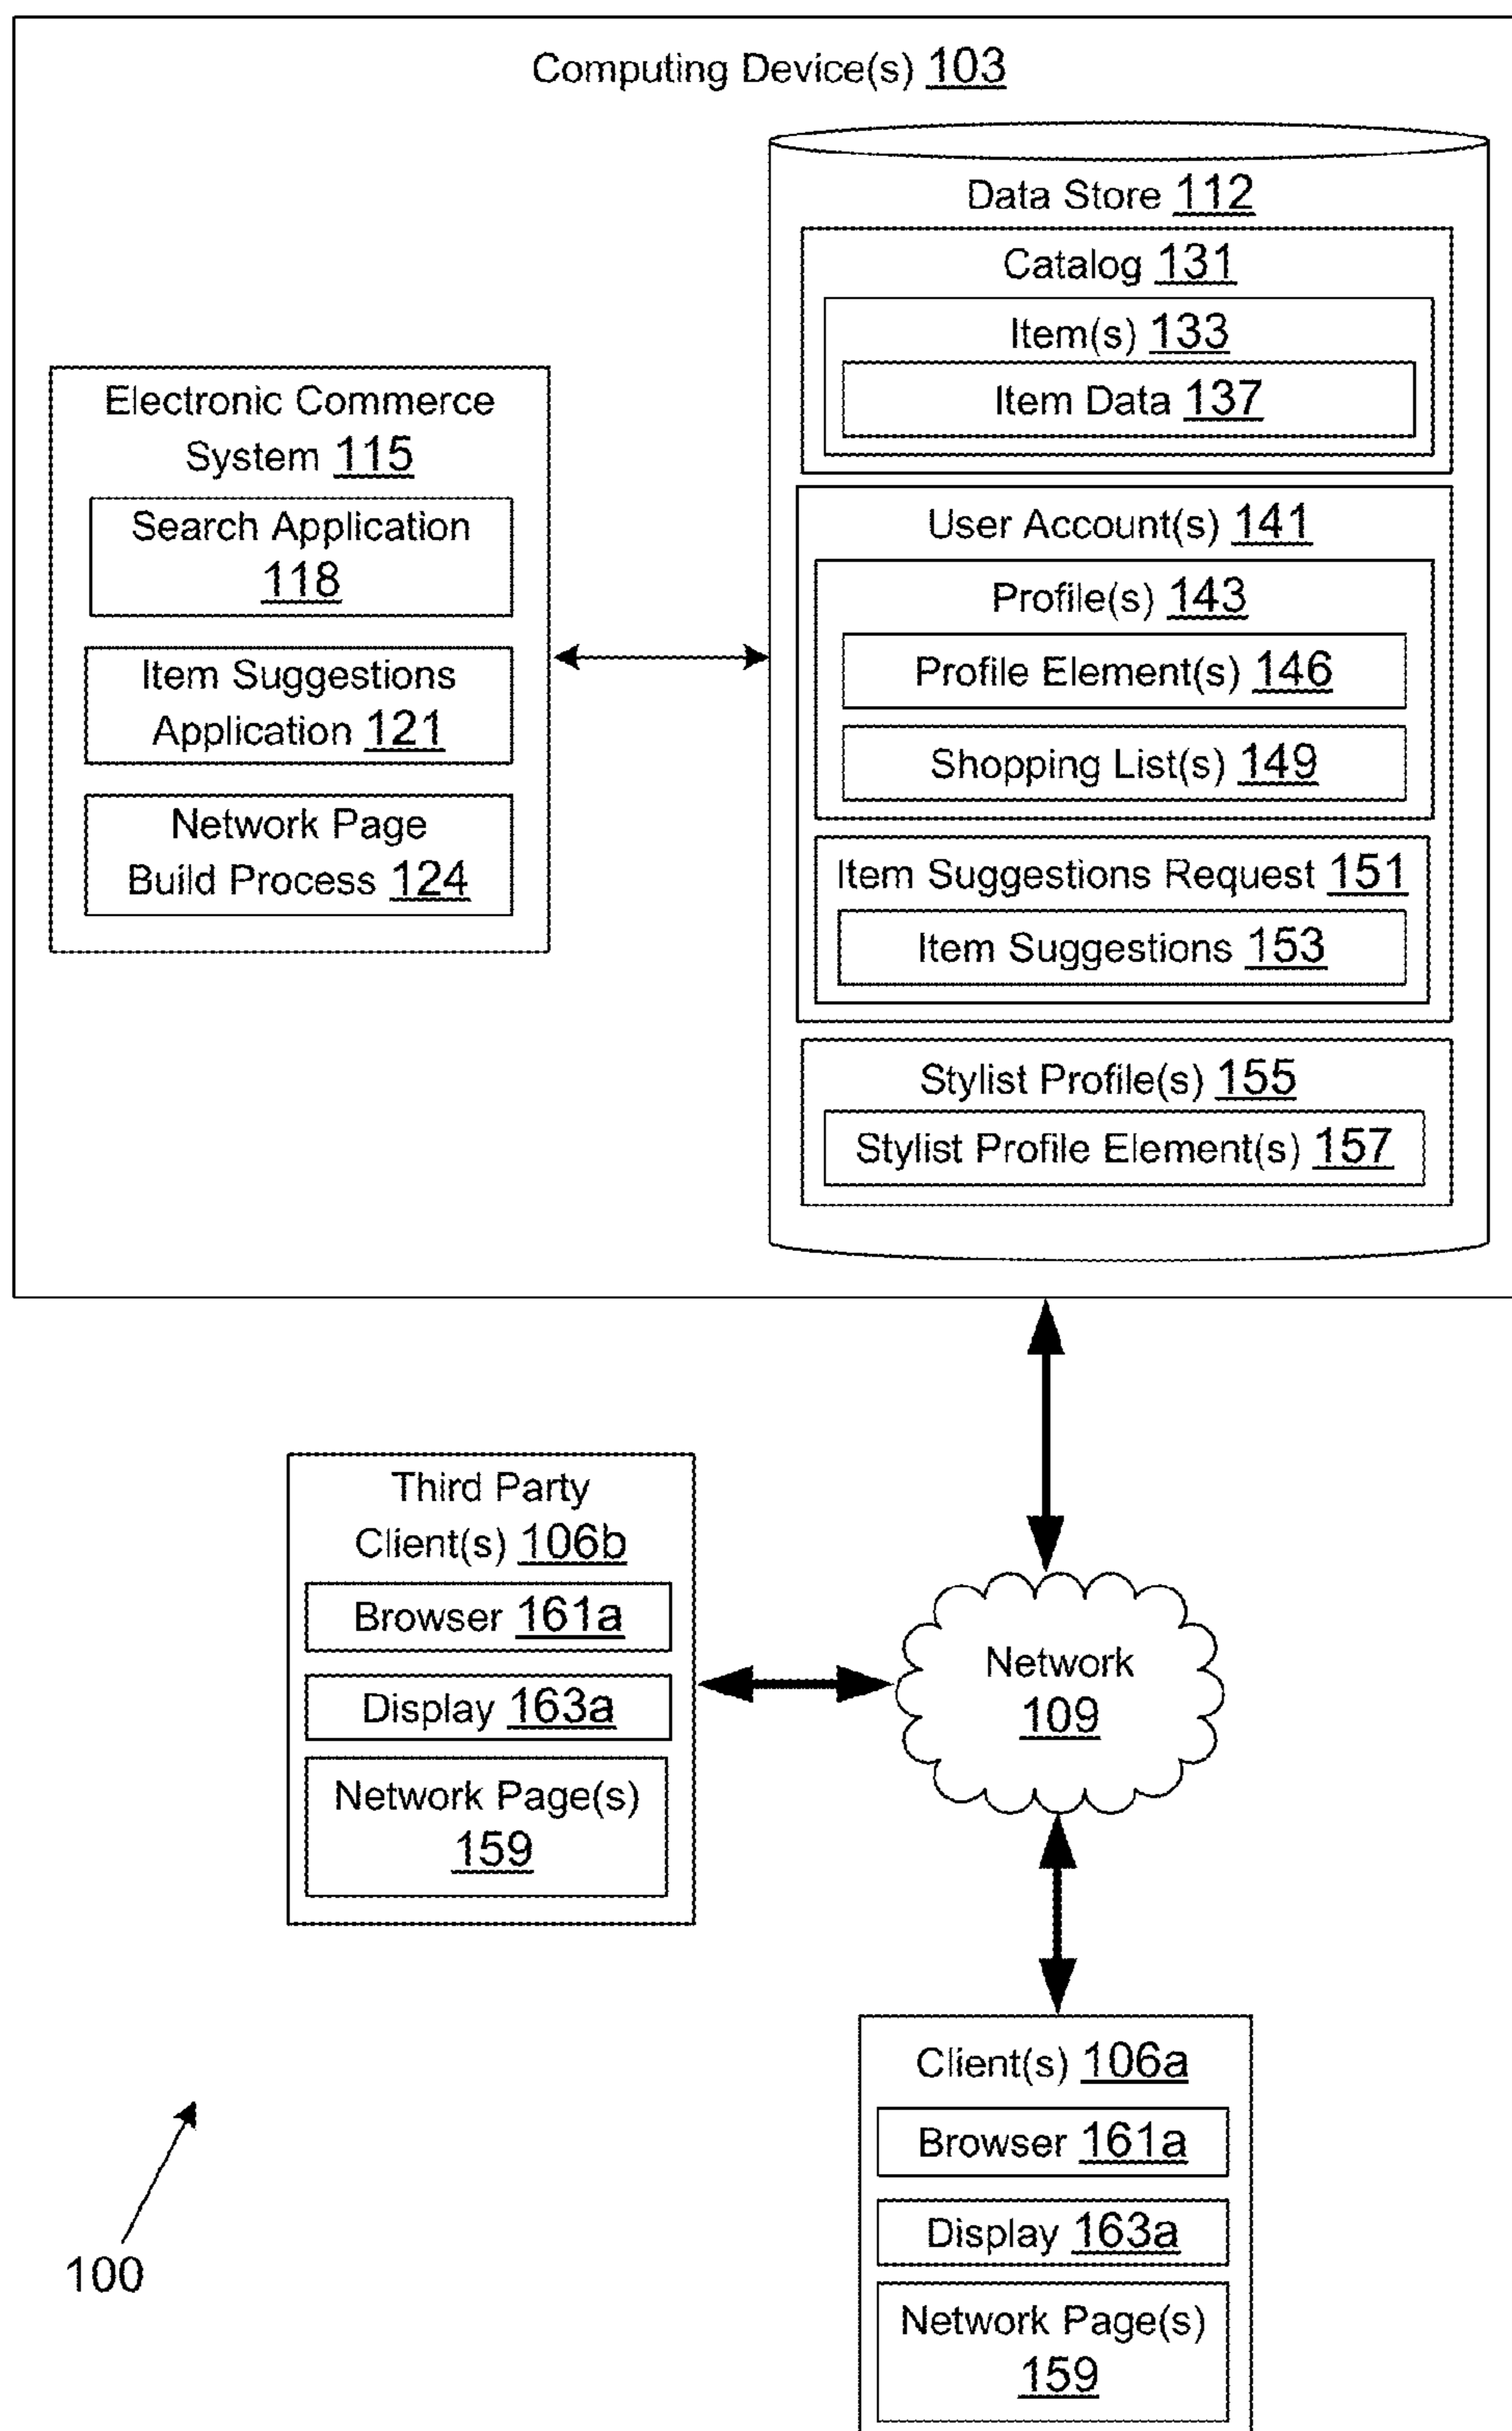 Computing Device(s) 103
Data Store 112
Catalog 131
Item(s) 133
Item Data 137
Electronic Commerce
System 115
Search Application
118
Item Suggestions
Application 121
Network Page
Build Process 124
User Account(s) 141
Profile(s) 143
Profile Element(s) 146
Shopping List(s) 149
Item Suggestions Request 151
Item Suggestions 153
Stylist Profile(s) 155
Stylist Profile Element(s) 157
Third Party
Client(s) 106b
Browser 161a
Display 163a
Network Page(s)
159
Network
109
Client(s) 106a
Browser 161a
Display 163a
Network Page(s)
159
100